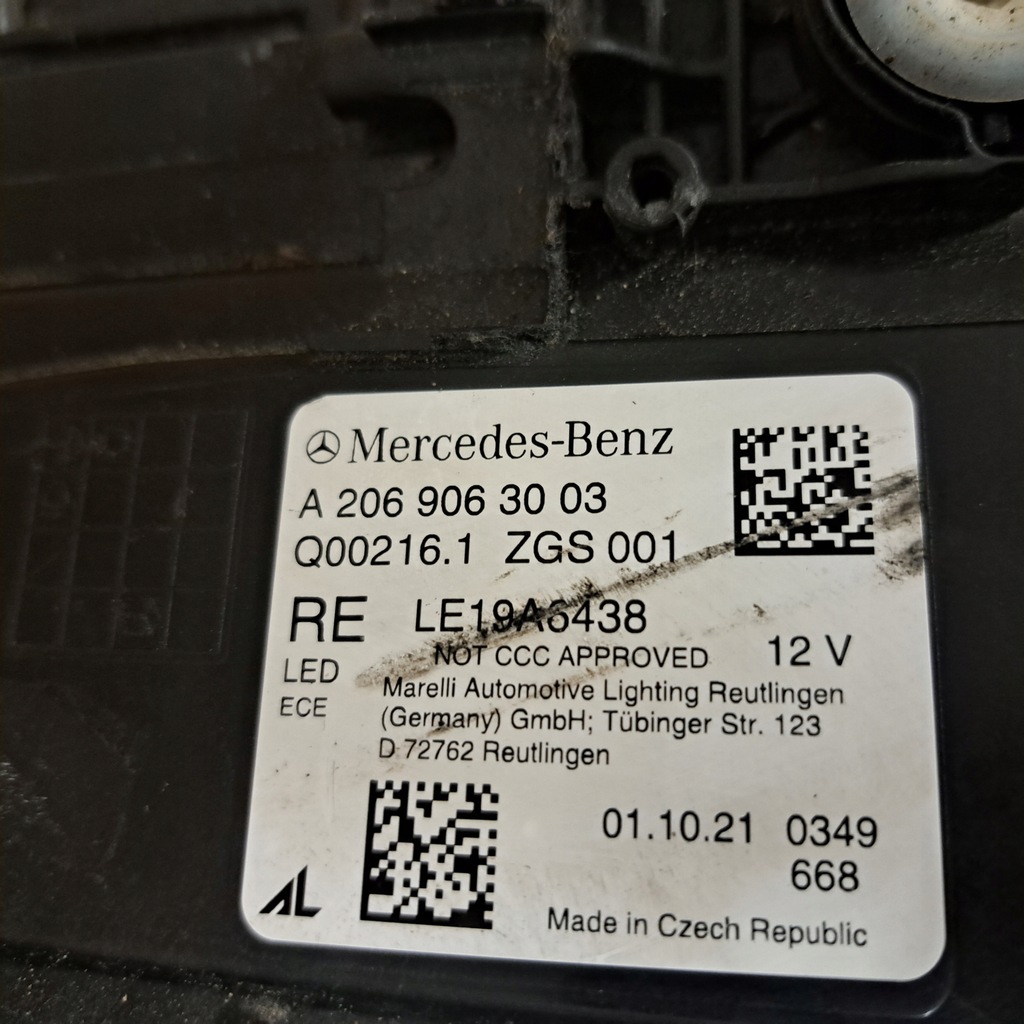 Mercedes-Benz
A 206 906 30 03
Q00216.1 ZGS 001
RE LE19A6438
NOT CCC APPROVED 12 V
LED
ECE
Marelli Automotive Lighting Reutlingen
(Germany) GmbH; Tübinger Str. 123
D 72762 Reutlingen
01.10.21 0349
668
AL
Made in Czech Republic